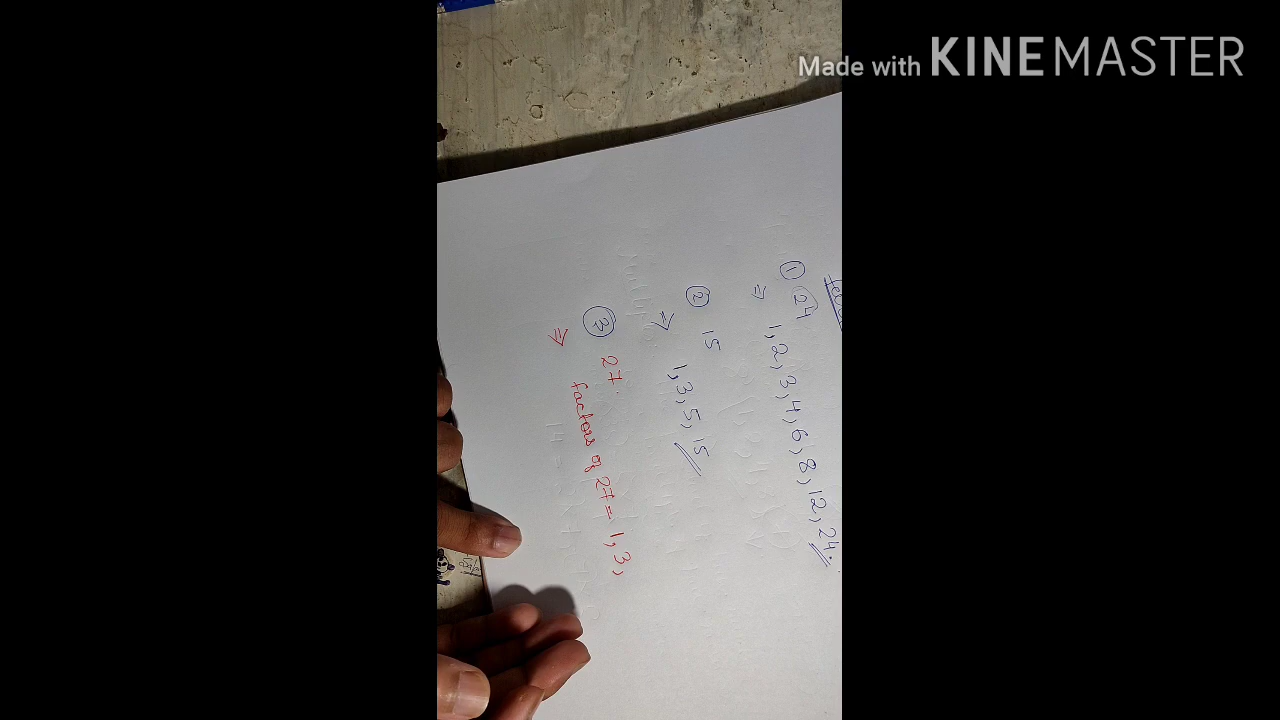 Made with KINEMASTER
① 24
⇒ 1, 2, 3, 4, 6, 8, 12, 24.
② 15
⇒ 1, 3, 5, 15
③ 27.
⇒ factors of 27 = 1, 3,